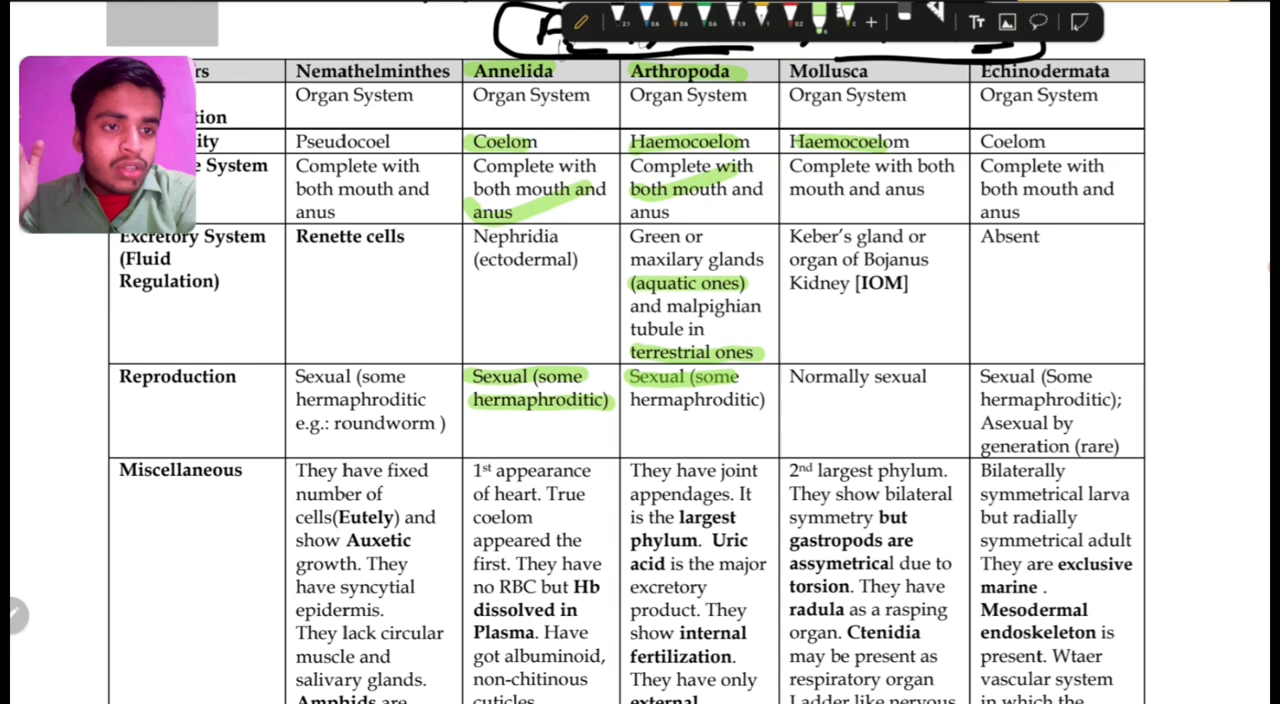 rs Nemathelminthes Annelida Arthropoda Mollusca Echinodermata
tion
Organ System
Organ System
Organ System
Organ System
Organ System
ity
Pseudocoel
Coelom
Haemocoelom
Haemocoelom
Coelom
e System
Complete with
both mouth and
anus
Complete with
both mouth and
anus
Complete with
both mouth and
anus
Complete with both
mouth and anus
Complete with
both mouth and
anus
Excretory System
(Fluid
Regulation)
Renette cells
Nephridia
(ectodermal)
Green or
maxilary glands
(aquatic ones)
and malpighian
tubule in
terrestrial ones
Keber's gland or
organ of Bojanus
Kidney [IOM]
Absent
Reproduction
Sexual (some
hermaphroditic
e.g.: roundworm )
Sexual (some
hermaphroditic)
Sexual (some
hermaphroditic)
Normally sexual
Sexual (Some
hermaphroditic);
Asexual by
generation (rare)
Miscellaneous
They have fixed
number of
cells(Eutely) and
show Auxetic
growth. They
have syncytial
epidermis.
They lack circular
muscle and
salivary glands.
Amphids are
1st appearance
of heart. True
coelom
appeared the
first. They have
no RBC but Hb
dissolved in
Plasma. Have
got albuminoid,
non-chitinous
cuticles
They have joint
appendages. It
is the largest
phylum. Uric
acid is the major
excretory
product. They
show internal
fertilization.
They have only
external
2nd largest phylum.
They show bilateral
symmetry but
gastropods are
assymetrical due to
torsion. They have
radula as a rasping
organ. Ctenidia
may be present as
respiratory organ
Ladder like nervous
Bilaterally
symmetrical larva
but radially
symmetrical adult
They are exclusive
marine .
Mesodermal
endoskeleton is
present. Wtaer
vascular system
in which the